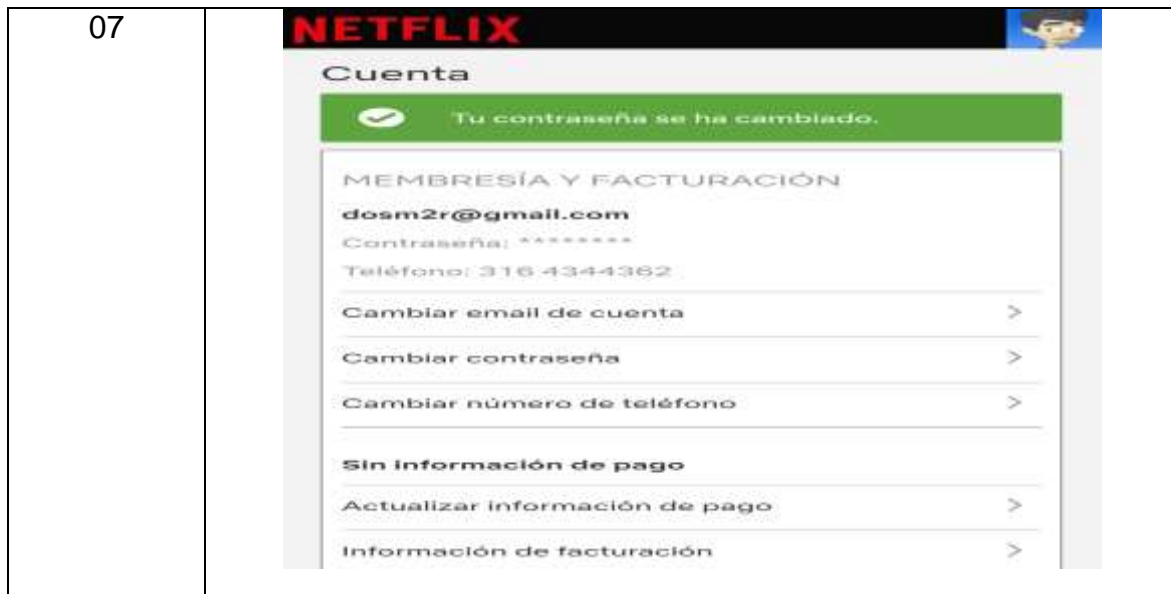 07
NETFLIX
Cuenta
Tu contraseña se ha cambiado.
MEMBRESÍA Y FACTURACIÓN
dosm2r@gmail.com
Contraseña: ********
Teléfono: 316 4344362
Cambiar email de cuenta >
Cambiar contraseña >
Cambiar número de teléfono >
Sin información de pago
Actualizar información de pago >
Información de facturación >